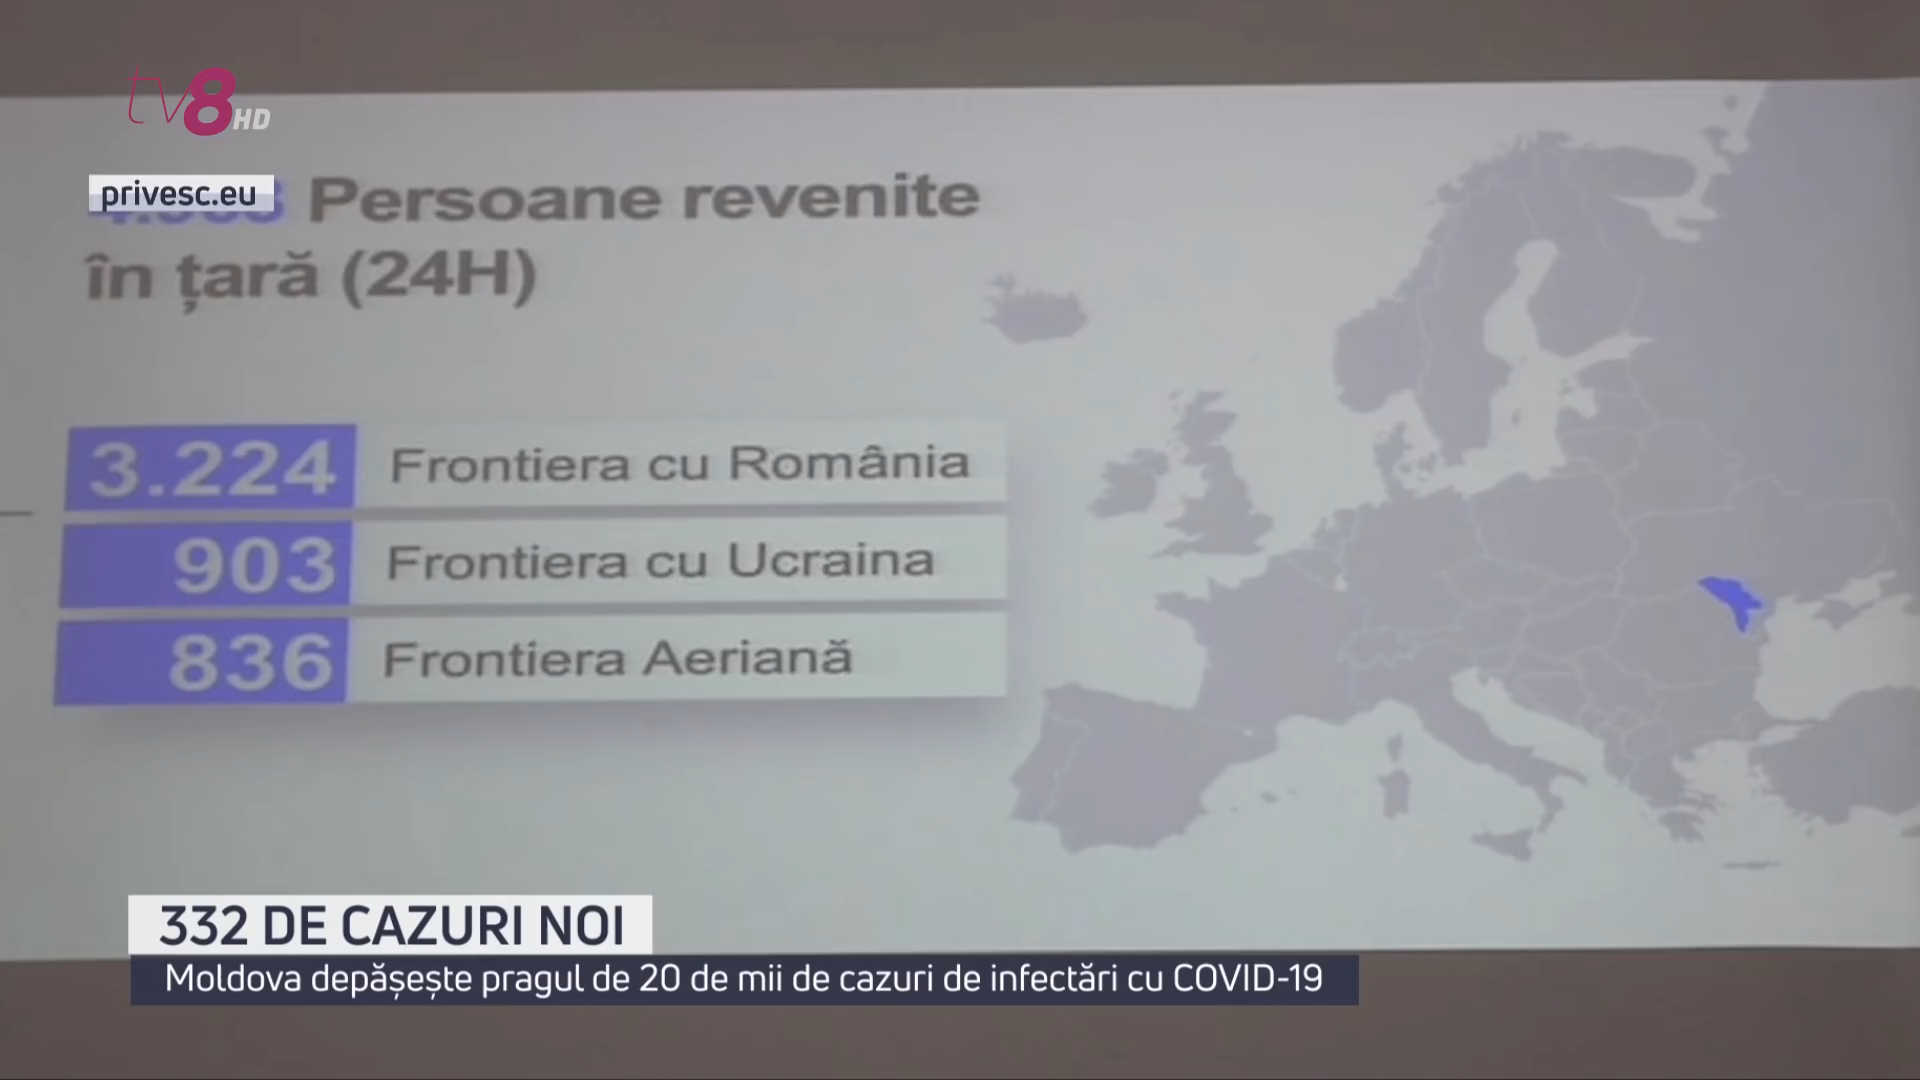 tv8 HD
privesc.eu
Persoane revenite
în țară (24H)
3.224 Frontiera cu România
903 Frontiera cu Ucraina
836 Frontiera Aeriană
332 DE CAZURI NOI
Moldova depășește pragul de 20 de mii de cazuri de infectări cu COVID-19